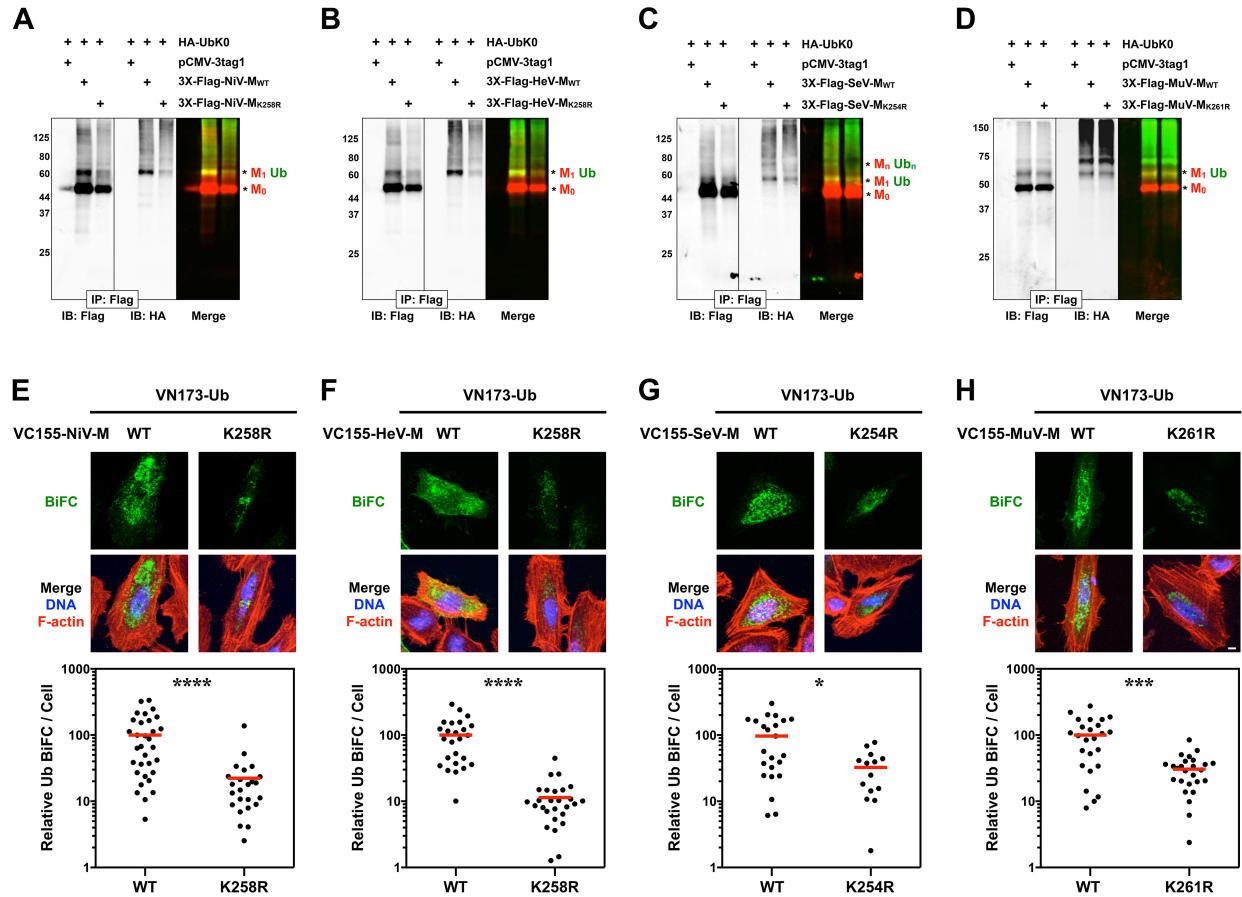 A
+ + + + + + HA-UbK0
+ + pCMV-3tag1
+ + 3X-Flag-NiV-MWT
+ + 3X-Flag-NiV-MK258R
125
80
60
44
37
25
* M1 Ub
* M0
IP: Flag
IB: Flag IB: HA Merge
B
+ + + + + + HA-UbK0
+ + pCMV-3tag1
+ + 3X-Flag-HeV-MWT
+ + 3X-Flag-HeV-MK258R
125
80
60
44
37
25
* M1 Ub
* M0
IP: Flag
IB: Flag IB: HA Merge
C
+ + + + + + HA-UbK0
+ + pCMV-3tag1
+ + 3X-Flag-SeV-MWT
+ + 3X-Flag-SeV-MK254R
125
80
60
44
37
25
* Mn Ubn
* M1 Ub
* M0
IP: Flag
IB: Flag IB: HA Merge
D
+ + + + + + HA-UbK0
+ + pCMV-3tag1
+ + 3X-Flag-MuV-MWT
+ + 3X-Flag-MuV-MK261R
150
75
50
37
25
* M1 Ub
* M0
IP: Flag
IB: Flag IB: HA Merge
E
VN173-Ub
VC155-NiV-M WT K258R
BiFC
Merge
DNA
F-actin
Relative Ub BiFC / Cell
1000
100
10
1
****
WT K258R
F
VN173-Ub
VC155-HeV-M WT K258R
BiFC
Merge
DNA
F-actin
Relative Ub BiFC / Cell
1000
100
10
1
****
WT K258R
G
VN173-Ub
VC155-SeV-M WT K254R
BiFC
Merge
DNA
F-actin
Relative Ub BiFC / Cell
1000
100
10
1
*
WT K254R
H
VN173-Ub
VC155-MuV-M WT K261R
BiFC
Merge
DNA
F-actin
Relative Ub BiFC / Cell
1000
100
10
1
***
WT K261R